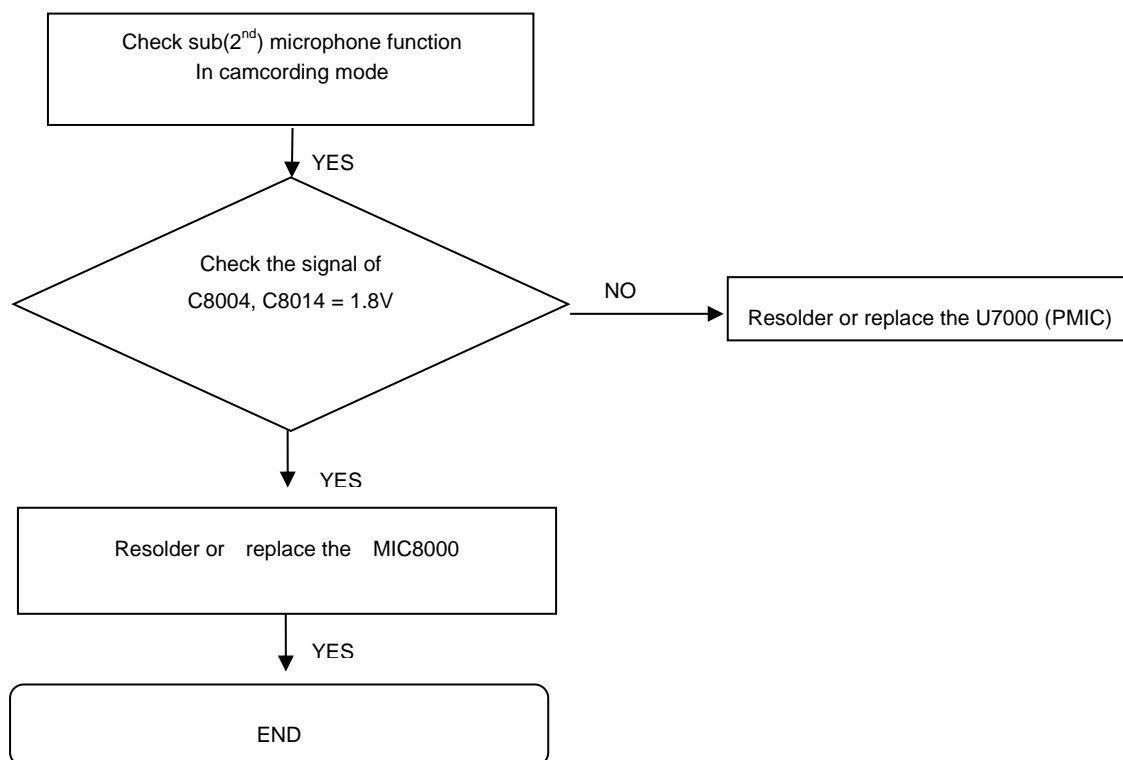 Check sub(2nd) microphone function
In camcording mode
YES
Check the signal of
C8004, C8014 = 1.8V
NO
Resolder or replace the U7000 (PMIC)
YES
Resolder or replace the MIC8000
YES
END